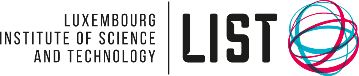 LUXEMBOURG
INSTITUTE OF SCIENCE
AND TECHNOLOGY
LIST